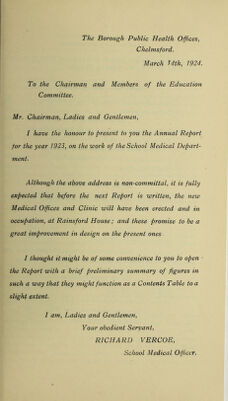 The Borough Public Health Offices,
Chelmsford.
March 14th, 1924.
To the Chairman and Members of the Education
Committee.
Mr. Chairman, Ladies and Gentlemen,
I have the honour to present to you the Annual Report
for the year 1923, on the work of the School Medical Depart-
ment.
Although the above address is non-committal, it is fully
expected that before the next Report is written, the new
Medical Offices and Clinic will have been erected and in
occupation, at Rainsford House; and these promise to be a
great improvement in design on the present ones
I thought it might be of some convenience to you to open
the Report with a brief preliminary summary of figures in
such a way that they might function as a Contents Table to a
slight extent.
I am, Ladies and Gentlemen,
Your obedient Servant,
RICHARD VERCOE,
School Medical Officer.